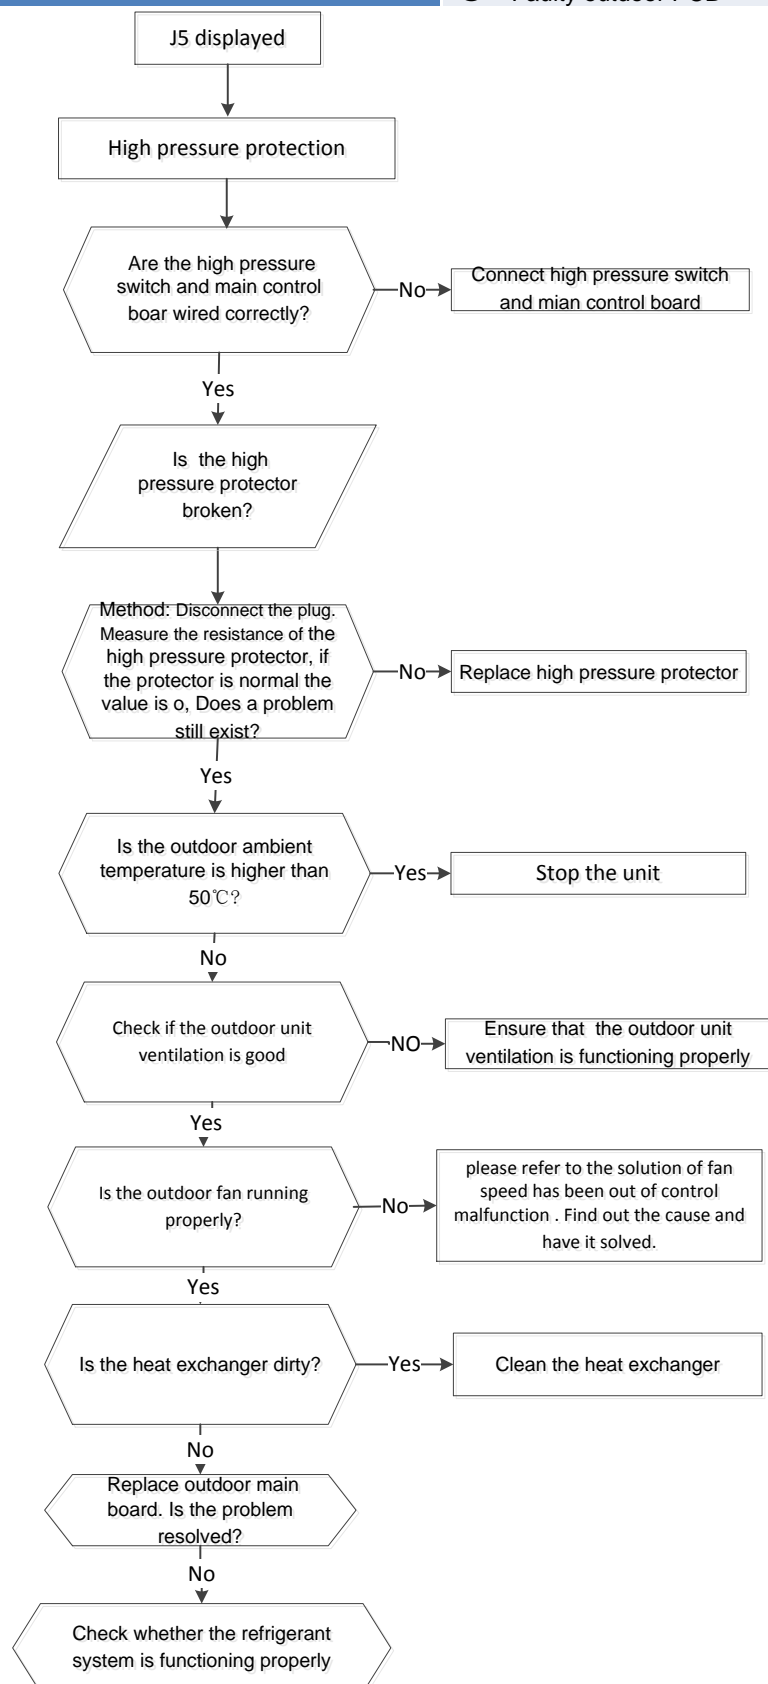 J5 displayed
High pressure protection
Are the high pressure
switch and main control
boar wired correctly?
No
Connect high pressure switch
and mian control board
Yes
Is the high
pressure protector
broken?
Method: Disconnect the plug.
Measure the resistance of the
high pressure protector, if
the protector is normal the
value is o, Does a problem
still exist?
No
Replace high pressure protector
Yes
Is the outdoor ambient
temperature is higher than
50℃?
Yes
Stop the unit
No
Check if the outdoor unit
ventilation is good
NO
Ensure that the outdoor unit
ventilation is functioning properly
Yes
Is the outdoor fan running
properly?
No
please refer to the solution of fan
speed has been out of control
malfunction . Find out the cause and
have it solved.
Yes
Is the heat exchanger dirty?
Yes
Clean the heat exchanger
No
Replace outdoor main
board. Is the problem
resolved?
No
Check whether the refrigerant
system is functioning properly